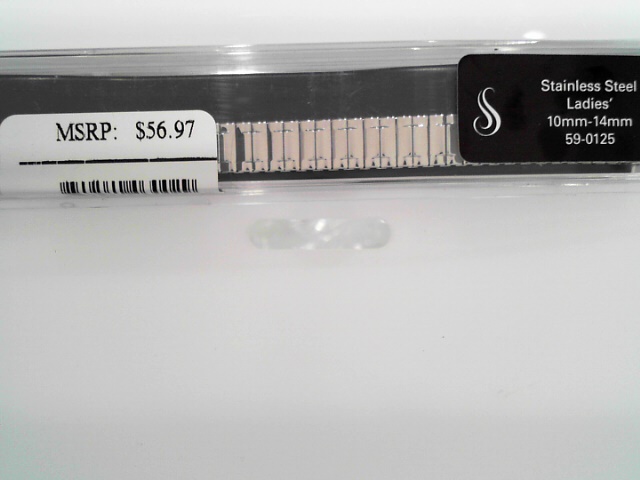 MSRP: $56.97
Stainless Steel
Ladies'
10mm-14mm
59-0125